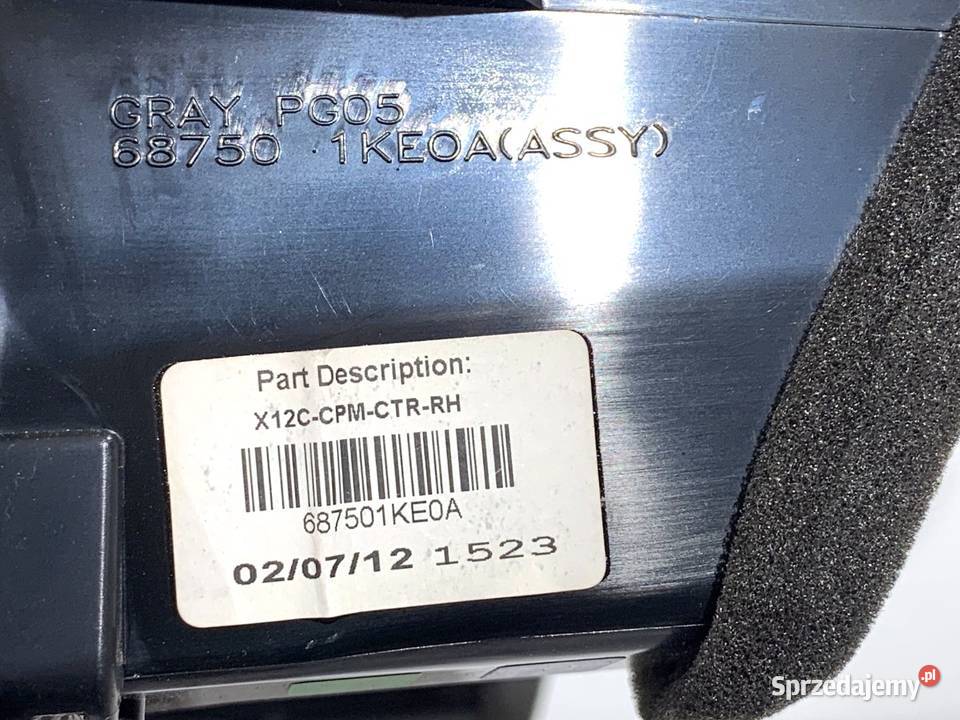 GRAY PG05
68750 1KE0A(ASSY)
Part Description:
X12C-CPM-CTR-RH
687501KE0A
02/07/12 1523
Sprzedajemy.pl